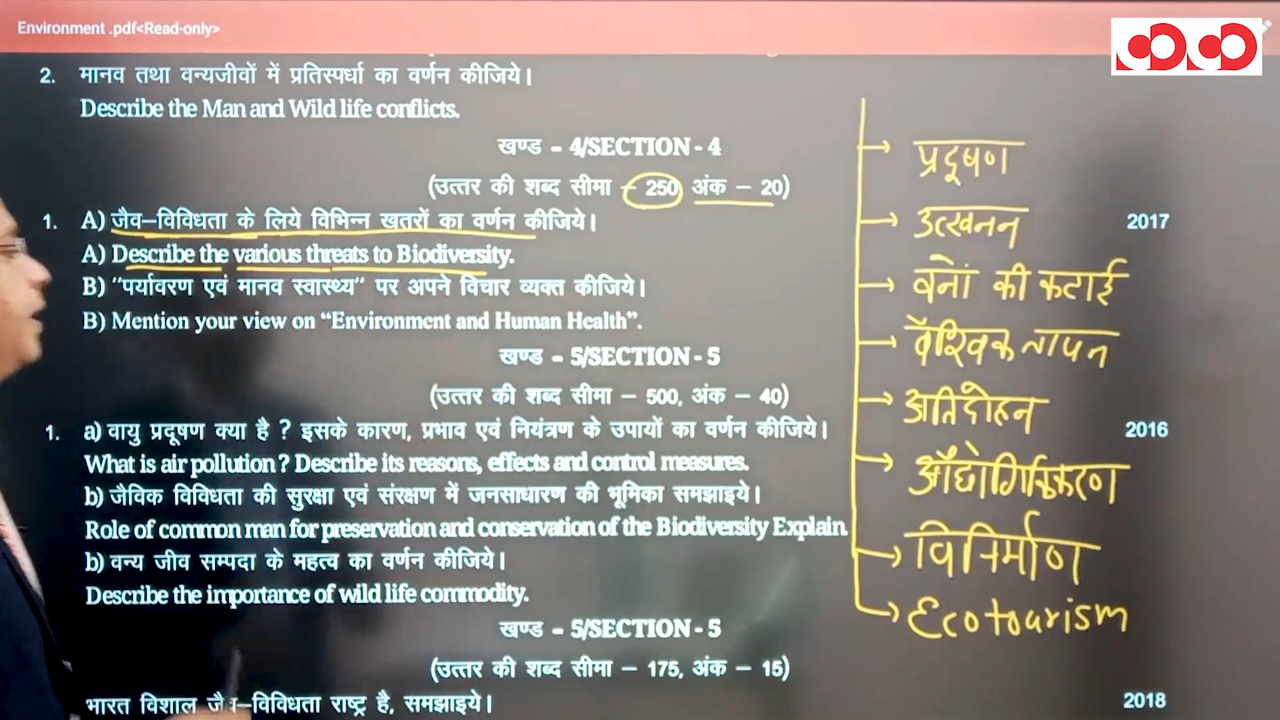 Environment .pdf<Read-only>
2. मानव तथा वन्यजीवों में प्रतिस्पर्धा का वर्णन कीजिये।
Describe the Man and Wild life conflicts.
खण्ड – 4/SECTION - 4
(उत्तर की शब्द सीमा – 250 अंक – 20)
1. A) जैव–विविधता के लिये विभिन्न खतरों का वर्णन कीजिये। 2017
A) Describe the various threats to Biodiversity.
B) “पर्यावरण एवं मानव स्वास्थ्य” पर अपने विचार व्यक्त कीजिये।
B) Mention your view on “Environment and Human Health”.
खण्ड – 5/SECTION - 5
(उत्तर की शब्द सीमा – 500, अंक – 40)
1. a) वायु प्रदूषण क्या है ? इसके कारण, प्रभाव एवं नियंत्रण के उपायों का वर्णन कीजिये। 2016
What is air pollution ? Describe its reasons, effects and control measures.
b) जैविक विविधता की सुरक्षा एवं संरक्षण में जनसाधारण की भूमिका समझाइये।
Role of common man for preservation and conservation of the Biodiversity Explain
b) वन्य जीव सम्पदा के महत्व का वर्णन कीजिये।
Describe the importance of wild life commodity.
खण्ड – 5/SECTION - 5
(उत्तर की शब्द सीमा – 175, अंक – 15)
भारत विशाल जैव–विविधता राष्ट्र है, समझाइये। 2018
प्रदूषण
उत्खनन
वनों की कटाई
वैश्विक तापन
अतिदोहन
औद्योगिकिकरण
विनिर्माण
Ecotourism